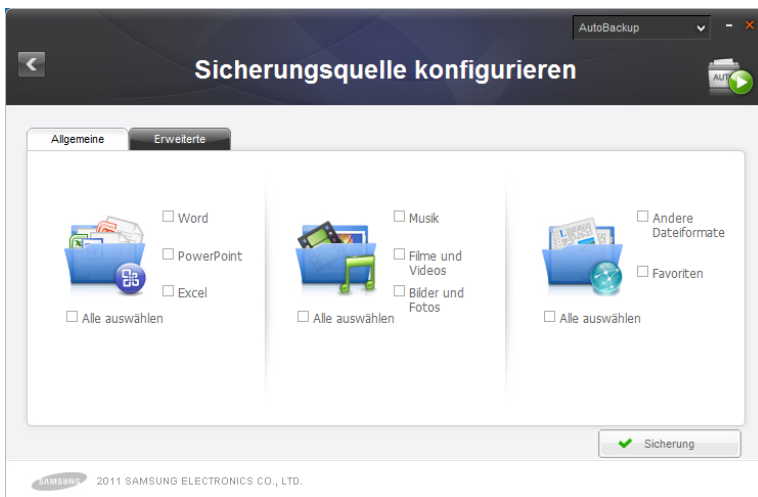 AutoBackup
Sicherungsquelle konfigurieren
AUTO
Allgemeine
Erweiterte
Word
PowerPoint
Excel
Alle auswählen
Musik
Filme und
Videos
Bilder und
Fotos
Alle auswählen
Andere
Dateiformate
Favoriten
Alle auswählen
Sicherung
SAMSUNG
2011 SAMSUNG ELECTRONICS CO., LTD.